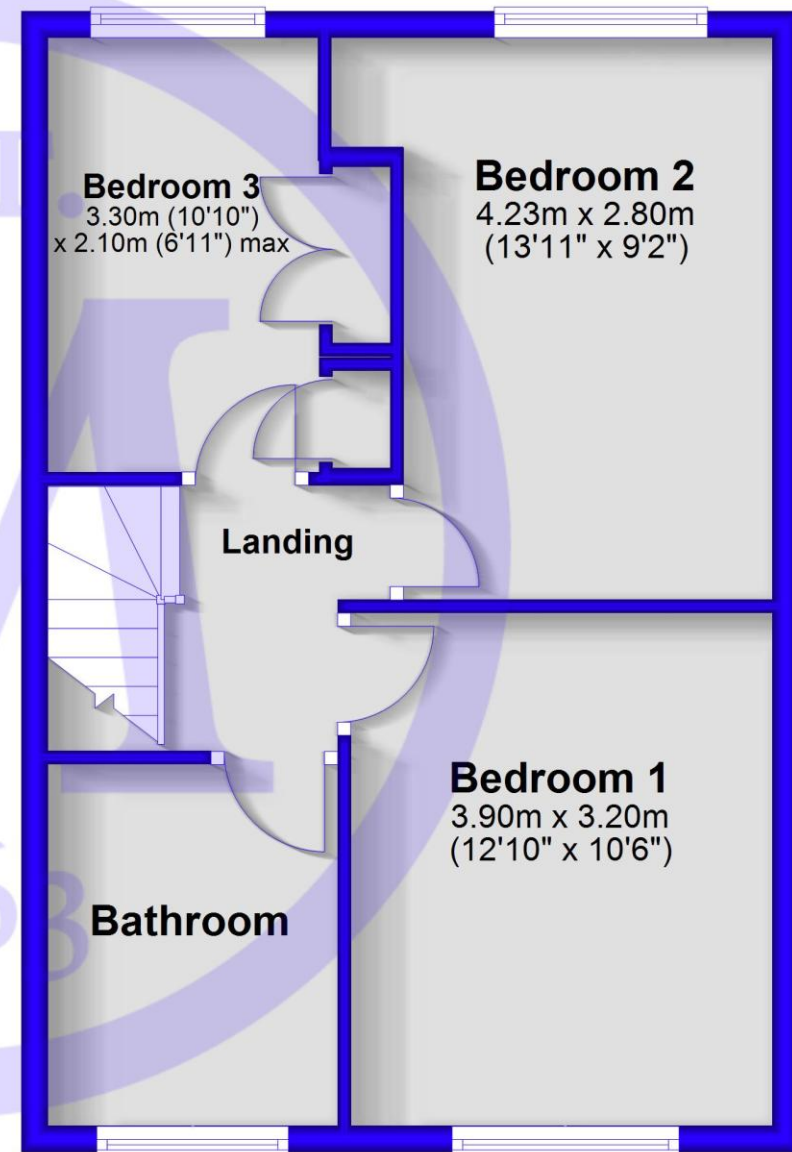 Bedroom 3
3.30m (10'10")
x 2.10m (6'11") max
Bedroom 2
4.23m x 2.80m
(13'11" x 9'2")
Landing
Bedroom 1
3.90m x 3.20m
(12'10" x 10'6")
Bathroom